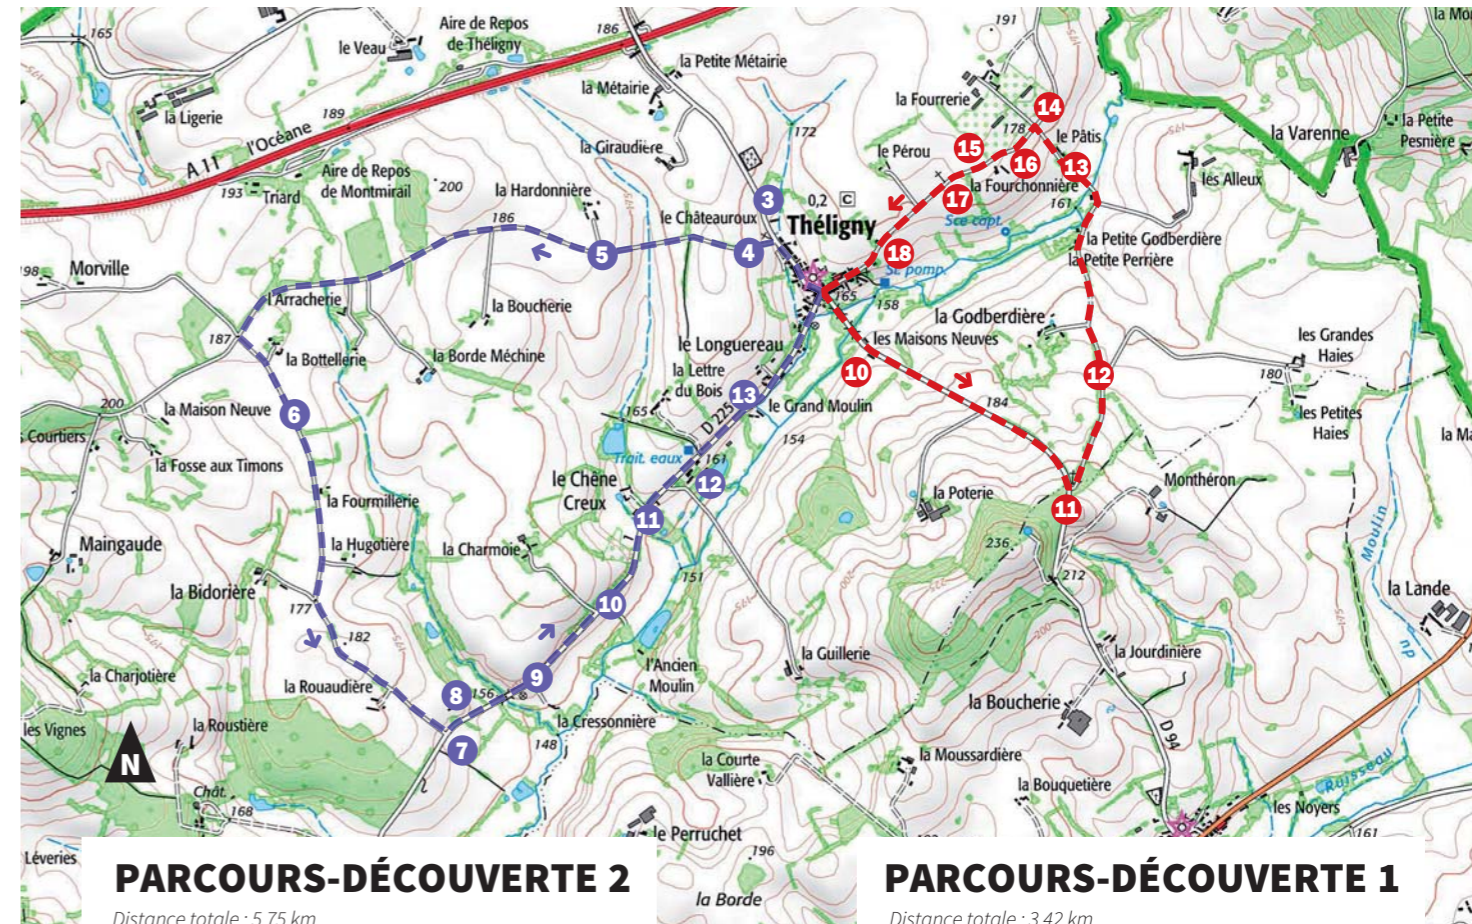 165
le Veau
Aire de Repos
de Théligny
186
191
la Petite Métairie
la Métairie
la Fourrerie
14
la Ligerie
189
l'Océane
A 11
172
178
le Pâtis
la Varenne
la Petite
Pesnière
la Giraudière
le Pérou
15
16
13
Aire de Repos
de Montmirail
193
Triard
200
la Hardonnière
3
0,2
C
la Fourchonnière
17
161
les Alleux
186
le Châteauroux
Théligny
Sce capt.
198
Morville
5
4
18
la Petite Godberdière
la Petite Perrière
St. pomp.
l'Arracherie
la Boucherie
165
158
la Godberdière
187
la Bottellerie
la Borde Méchine
le Longuereau
les Maisons Neuves
les Grandes
Haies
la Lettre
du Bois
10
12
180
200
la Maison Neuve
6
13
D 225
le Grand Moulin
184
les Petites
Haies
Courtiers
165
154
la Ma
la Fosse aux Timons
Trait. eaux
161
la Fourmillerie
le Chêne
Creux
12
la Poterie
Monthéron
11
11
Maingaude
la Hugotière
la Charmoie
236
Moulin
la Bidorière
151
200
225
212
la Lande
177
10
175
182
175
200
np
la Charjotière
la Rouaudière
9
l'Ancien
Moulin
la Guillerie
la Jourdinière
8
156
les Vignes
la Roustière
la Cressonnière
la Boucherie
D 94
N
7
148
la Courte
Vallière
la Moussardière
la Bouquetière
Ruisseau
Chât.
168
les Noyers
le Perruchet
161
Léveries
196
la Borde
PARCOURS-DÉCOUVERTE 2
PARCOURS-DÉCOUVERTE 1
Distance totale : 5,75 km
Distance totale : 3,42 km